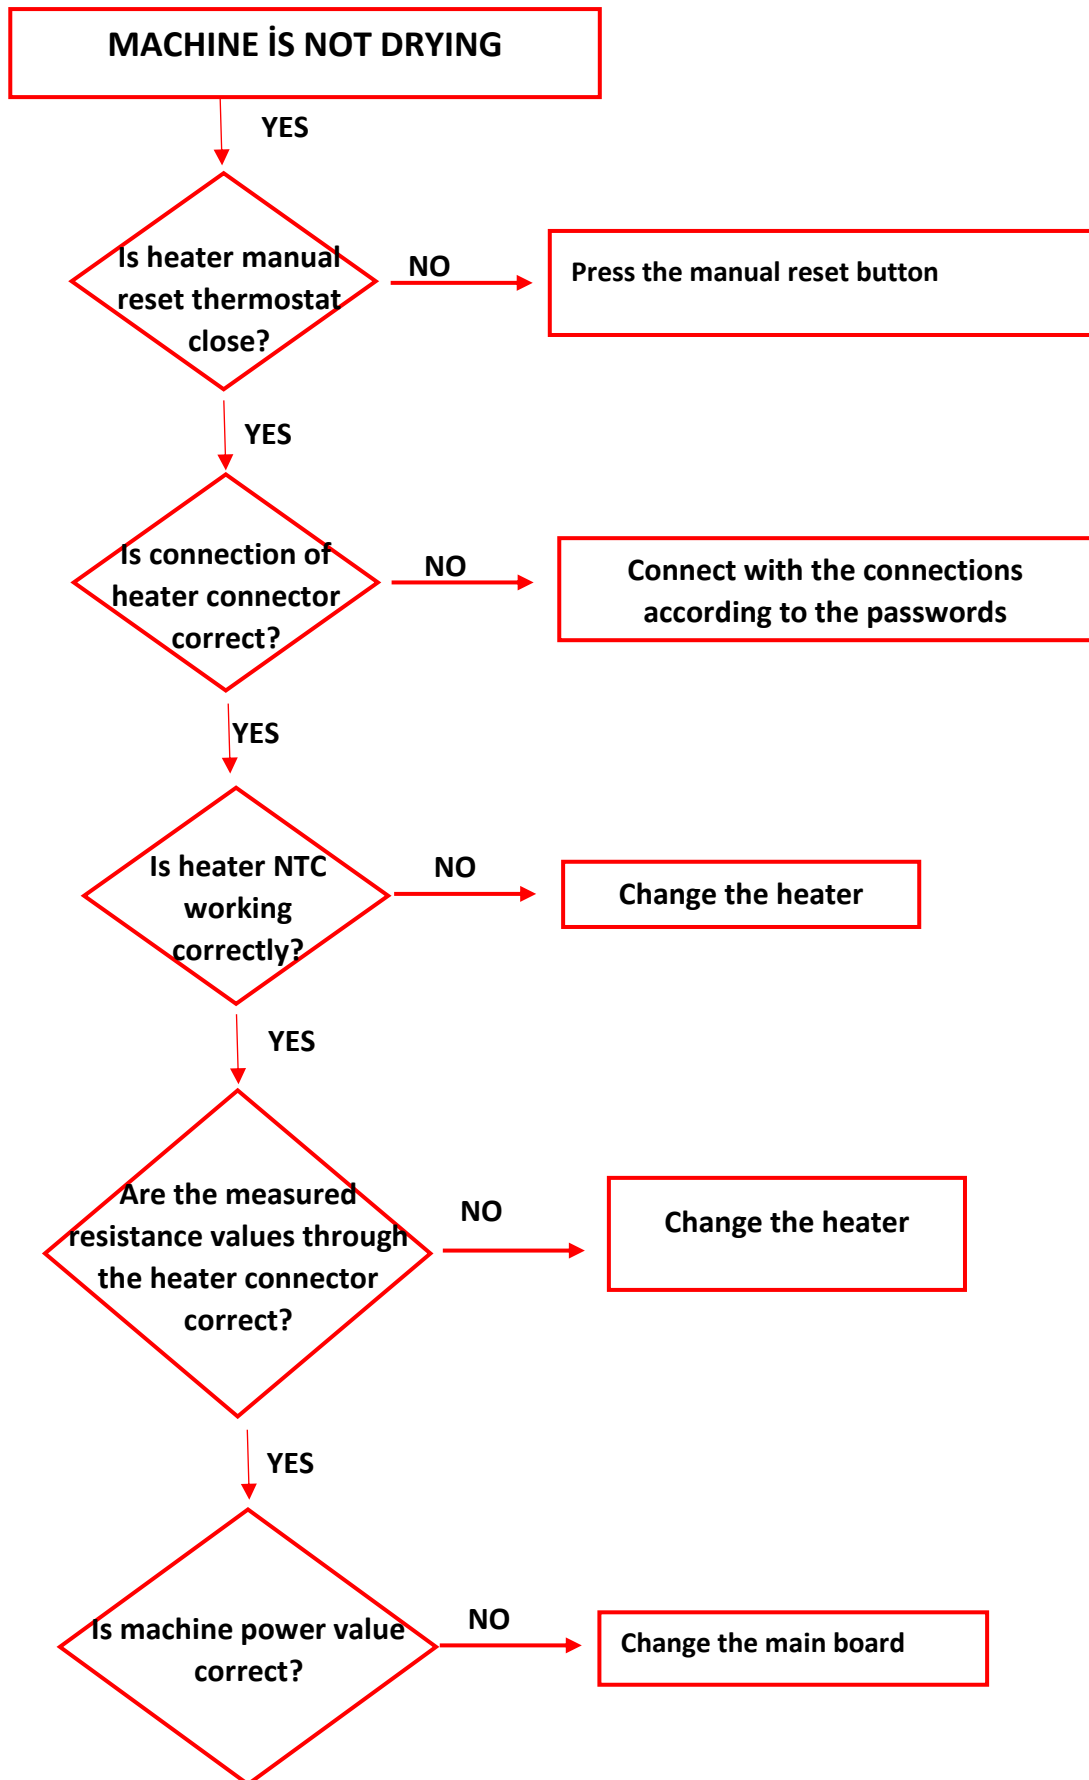 MACHINE İS NOT DRYING
YES
Is heater manual
reset thermostat
close?
NO
Press the manual reset button
YES
Is connection of
heater connector
correct?
NO
Connect with the connections
according to the passwords
YES
Is heater NTC
working
correctly?
NO
Change the heater
YES
Are the measured
resistance values through
the heater connector
correct?
NO
Change the heater
YES
Is machine power value
correct?
NO
Change the main board